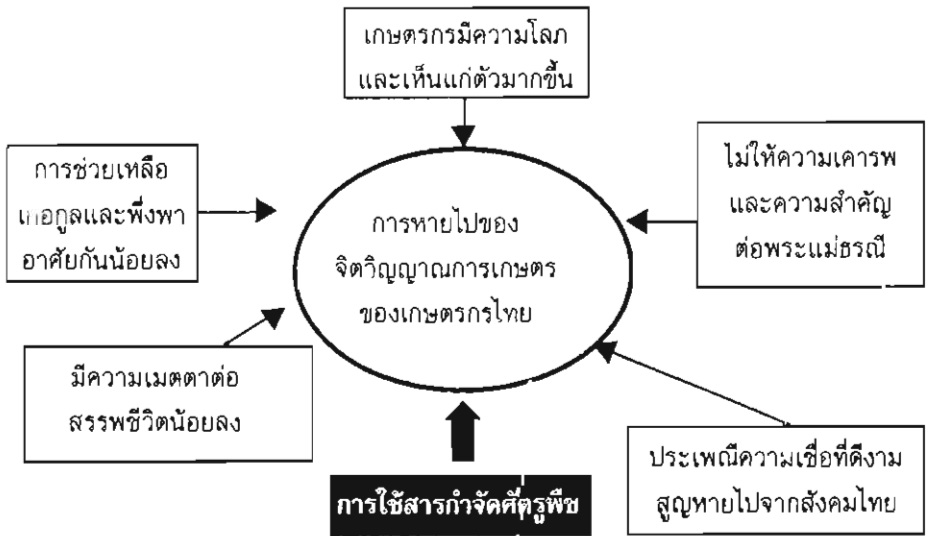 เกษตรกรมีความโลภ
และเห็นแก่ตัวมากขึ้น
การช่วยเหลือ
เกื้อกูลและพึ่งพา
อาศัยกันน้อยลง
ไม่ให้ความเคารพ
และความสำคัญ
ต่อพระแม่ธรณี
การหายไปของ
จิตวิญญาณการเกษตร
ของเกษตรกรไทย
มีความเมตตาต่อ
สรรพชีวิตน้อยลง
ประเพณีความเชื่อที่ดีงาม
สูญหายไปจากสังคมไทย
การใช้สารกำจัดศัตรูพืช